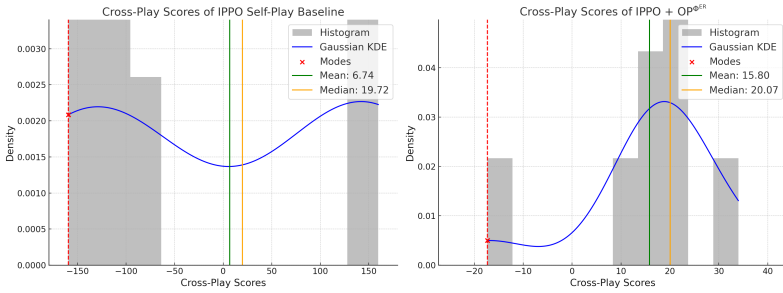 Cross-Play Scores of IPPO Self-Play Baseline
Histogram
Gaussian KDE
Modes
Mean: 6.74
Median: 19.72
Density
0.0030
0.0025
0.0020
0.0015
0.0010
0.0005
0.0000
−150
−100
−50
0
50
100
150
Cross-Play Scores
Cross-Play Scores of IPPO + OP^ΦER
Histogram
Gaussian KDE
Modes
Mean: 15.80
Median: 20.07
Density
0.04
0.03
0.02
0.01
0.00
−20
−10
0
10
20
30
40
Cross-Play Scores